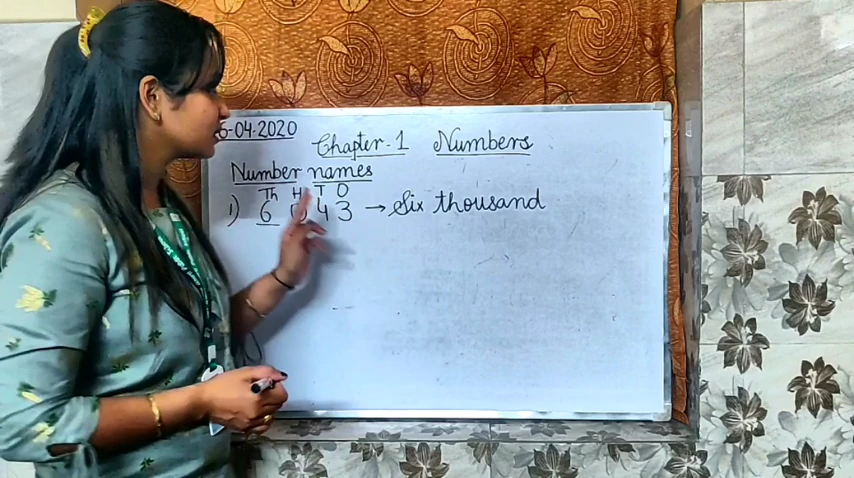 6-04-2020
Chapter-1 Numbers
Number names
Th H T O
1) 6 0 4 3 → Six thousand